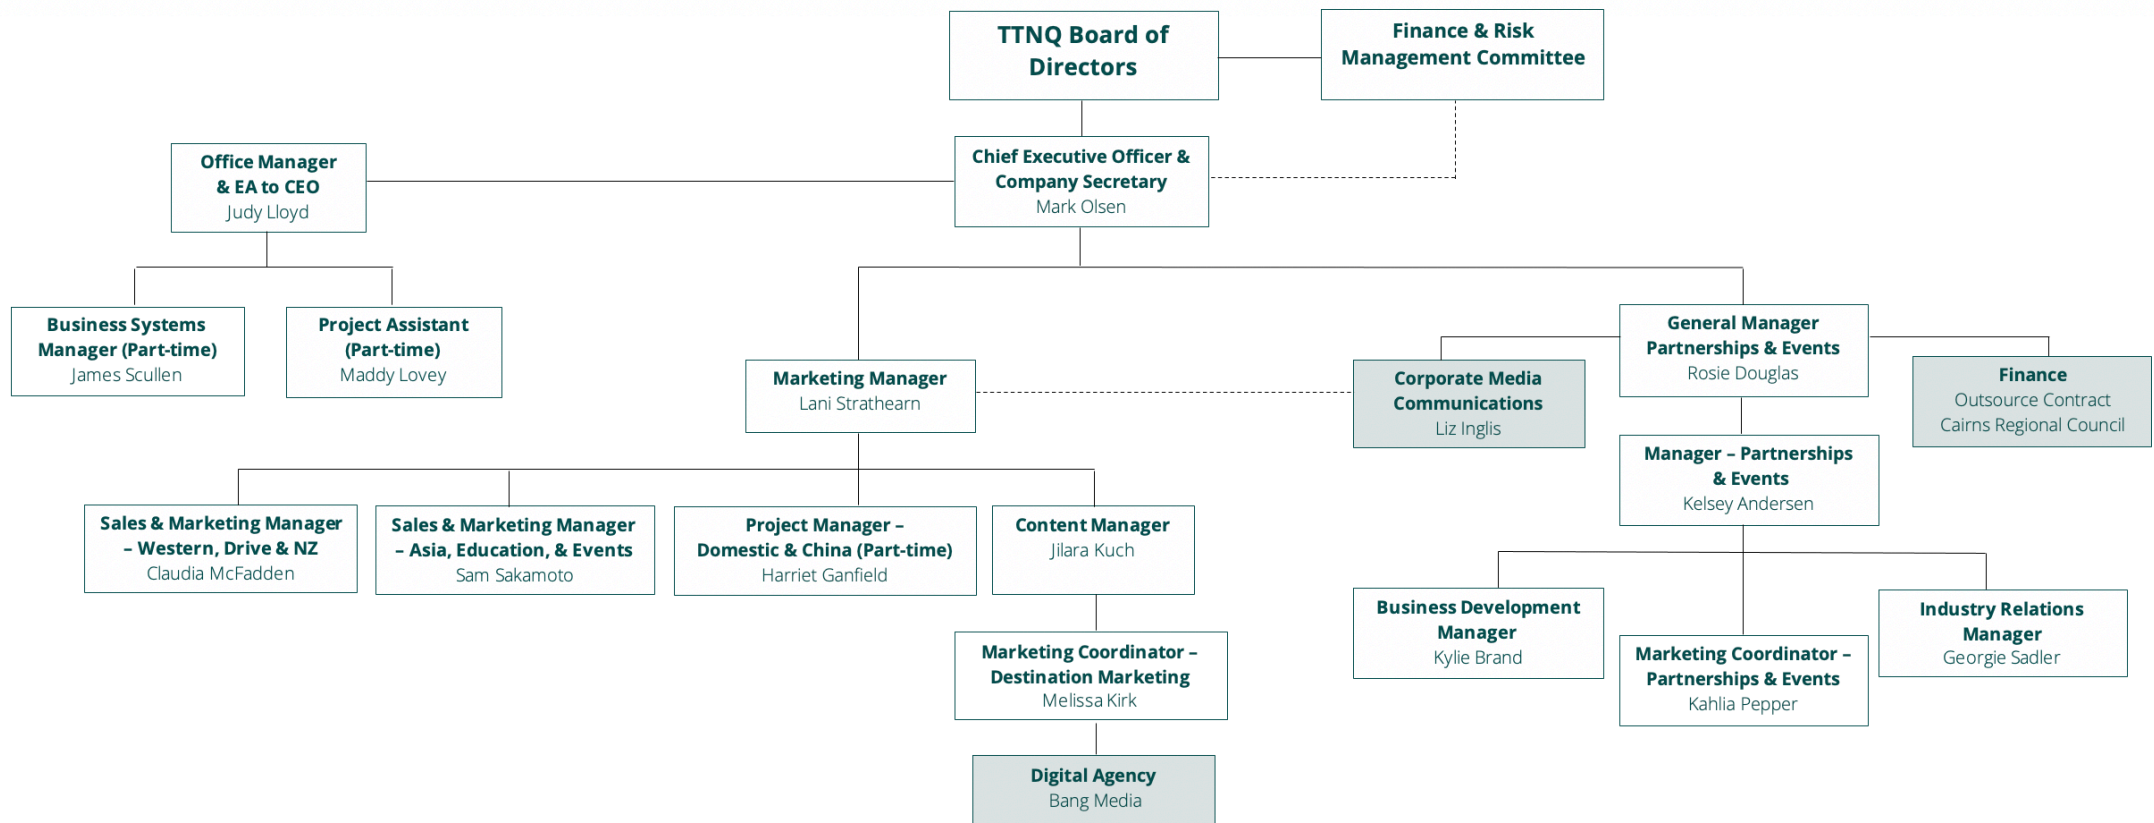 TTNQ Board of
Directors
Finance & Risk
Management Committee
Office Manager
& EA to CEO
Judy Lloyd
Chief Executive Officer &
Company Secretary
Mark Olsen
Business Systems
Manager (Part-time)
James Scullen
Project Assistant
(Part-time)
Maddy Lovey
Marketing Manager
Lani Strathearn
Corporate Media
Communications
Liz Inglis
General Manager
Partnerships & Events
Rosie Douglas
Finance
Outsource Contract
Cairns Regional Council
Manager – Partnerships
& Events
Kelsey Andersen
Sales & Marketing Manager
– Western, Drive & NZ
Claudia McFadden
Sales & Marketing Manager
– Asia, Education, & Events
Sam Sakamoto
Project Manager –
Domestic & China (Part-time)
Harriet Ganfield
Content Manager
Jilara Kuch
Marketing Coordinator –
Destination Marketing
Melissa Kirk
Digital Agency
Bang Media
Business Development
Manager
Kylie Brand
Marketing Coordinator –
Partnerships & Events
Kahlia Pepper
Industry Relations
Manager
Georgie Sadler